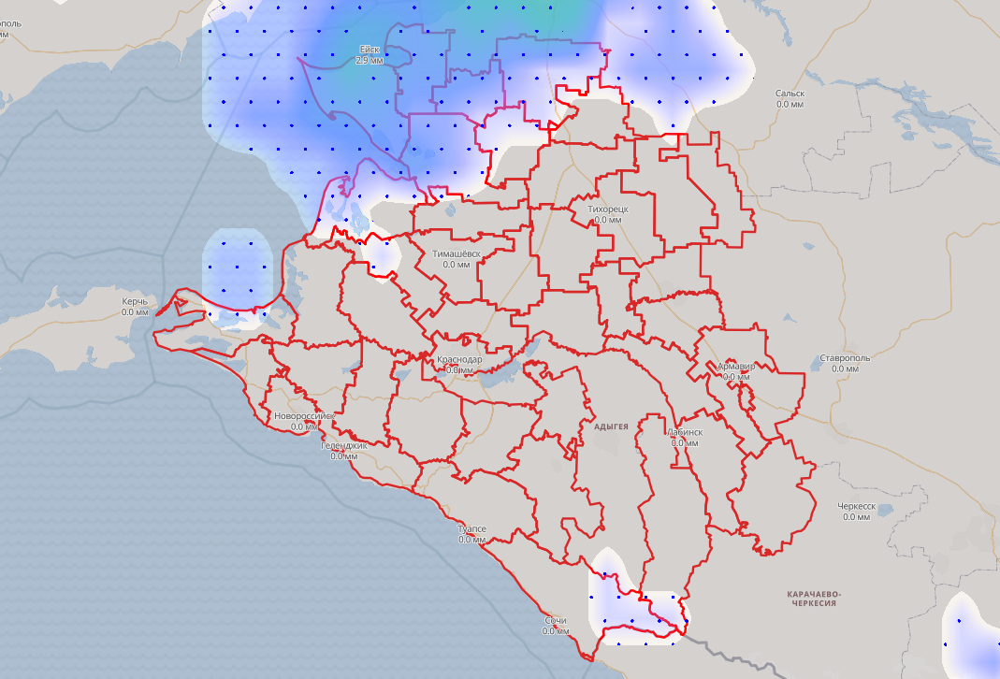 ополь
мм
Ейск
2.9 мм
Сальск
0.0 мм
Тихорецк
0.0 мм
Тимашёвск
0.0 мм
Керчь
0.0 мм
Краснодар
0.0 мм
Армавир
0.0 мм
Ставрополь
0.0 мм
Новороссийск
0.0 мм
АДЫГЕЯ
Лабинск
0.0 мм
Геленджик
0.0 мм
Черкесск
0.0 мм
Туапсе
0.0 мм
КАРАЧАЕВО-
ЧЕРКЕСИЯ
Сочи
0.0 мм